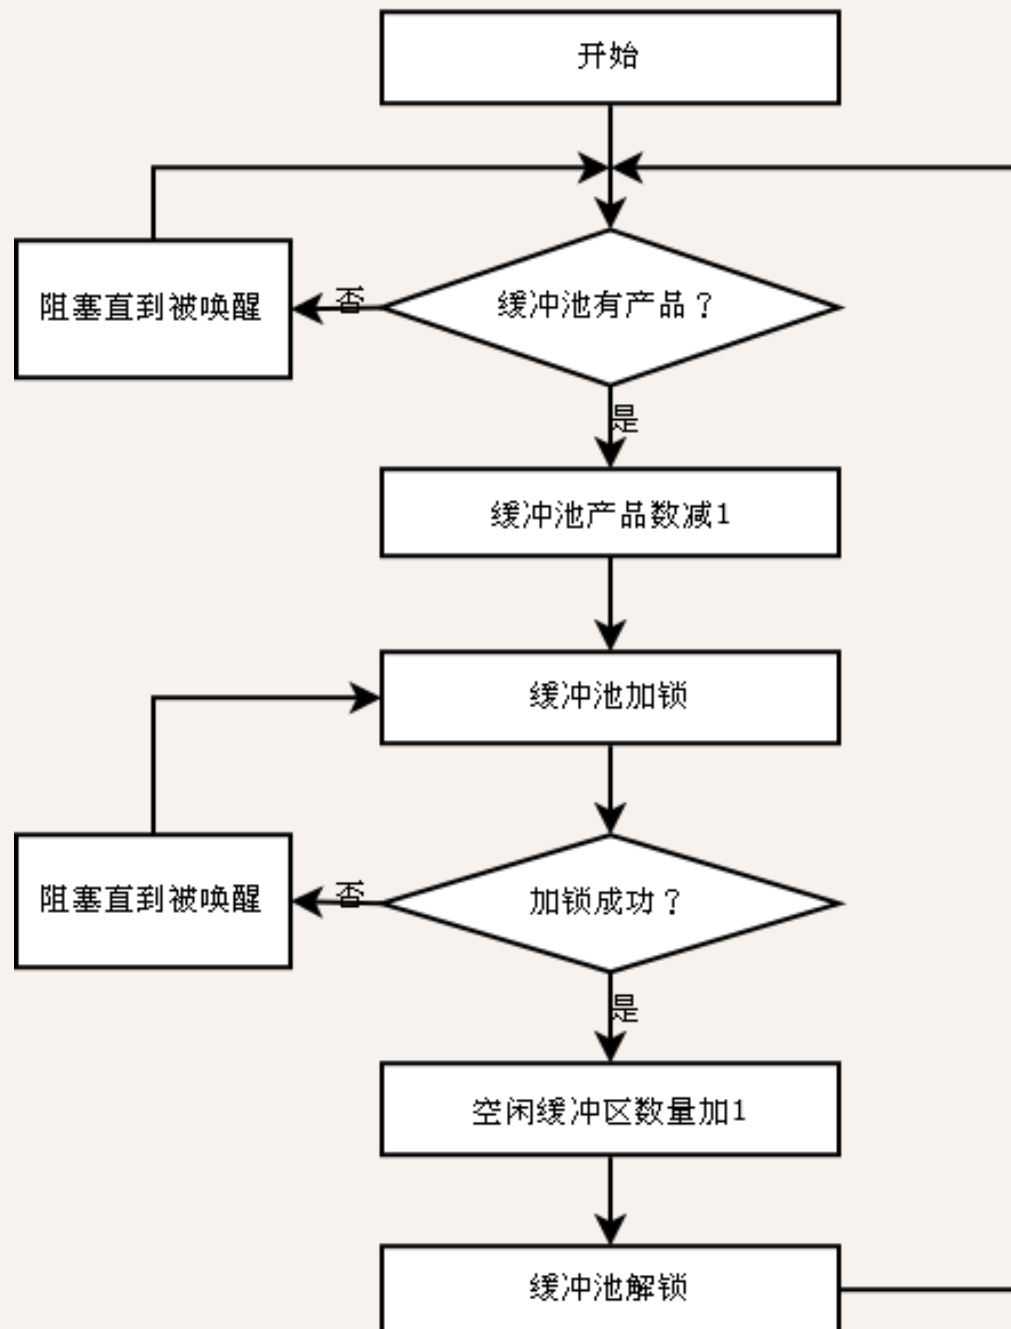 开始
缓冲池有产品？
否
阻塞直到被唤醒
是
缓冲池产品数减1
缓冲池加锁
加锁成功？
否
阻塞直到被唤醒
是
空闲缓冲区数量加1
缓冲池解锁